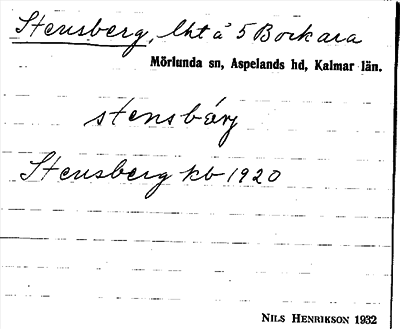 Stensberg, lht å 5 Bockara
Mörlunda sn, Aspelands hd, Kalmar län.
stensbärj
Stensberg kb 1920
NILS HENRIKSON 1932